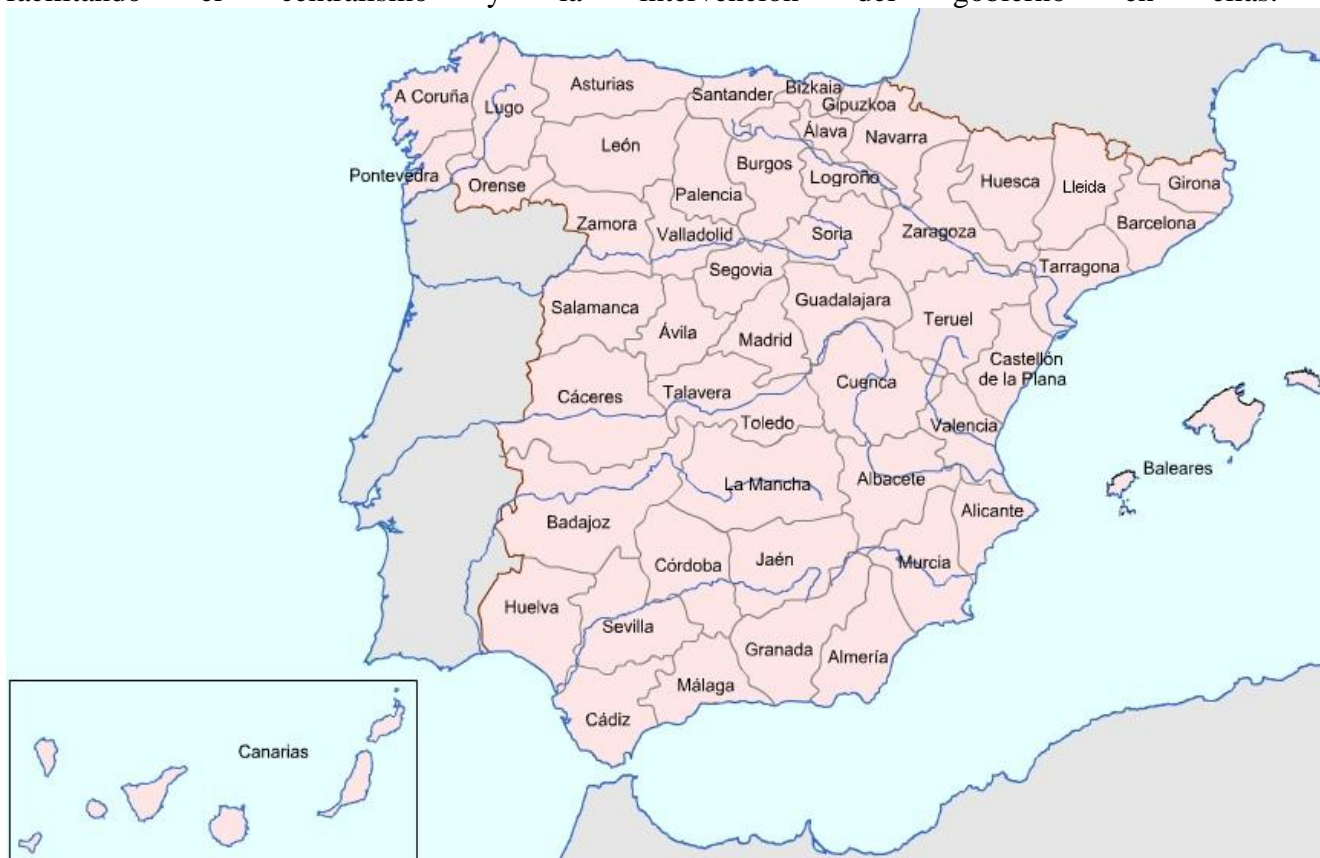 facilitando el centralismo y la intervención del gobierno en ellas.
A Coruña
Lugo
Asturias
Santander
Bizkaia
Gipuzkoa
Álava
Navarra
León
Burgos
Logroño
Pontevedra
Orense
Palencia
Huesca
Lleida
Girona
Barcelona
Zamora
Valladolid
Soria
Zaragoza
Tarragona
Segovia
Salamanca
Guadalajara
Teruel
Ávila
Madrid
Castellón
de la Plana
Cáceres
Talavera
Cuenca
Toledo
Valencia
Baleares
La Mancha
Albacete
Alicante
Badajoz
Córdoba
Jaén
Murcia
Huelva
Sevilla
Granada
Almería
Málaga
Cádiz
Canarias